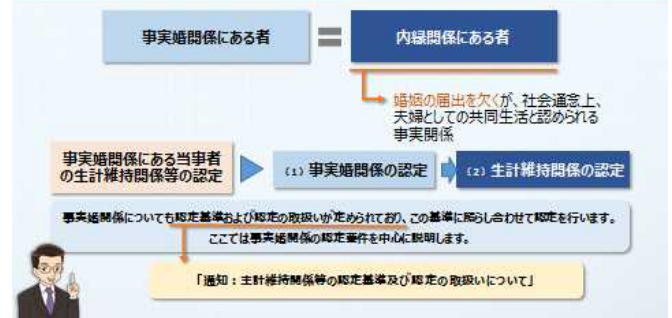 事実婚関係にある者
内縁関係にある者
婚姻の届出を欠くが、社会通念上、
夫婦としての共同生活と認められる
事実関係
事実婚関係にある当事者
の生計維持関係等の認定
(1) 事実婚関係の認定
(2) 生計維持関係の認定
事実婚関係についても認定基準および認定の取扱いが定められており、この基準に照らし合わせて認定を行います。
ここでは事実婚関係の認定要件を中心に説明します。
「通知：生計維持関係等の認定基準及び認定の取扱いについて」